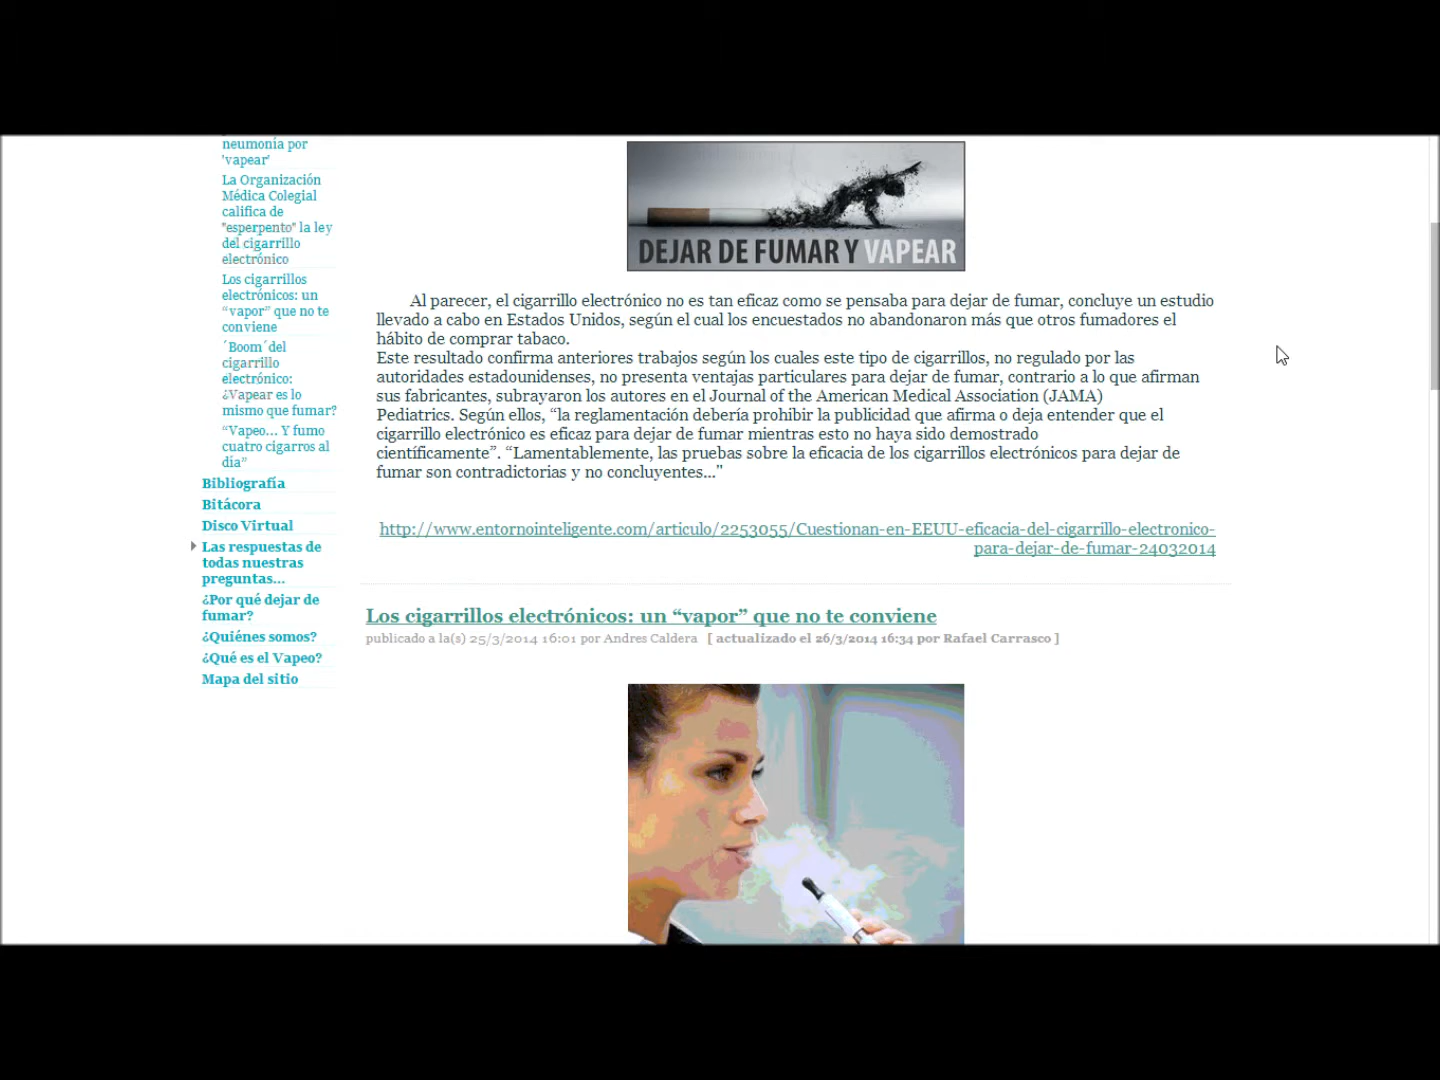 neumonía por
'vapear'
La Organización
Médica Colegial
califica de
"esperpento" la ley
del cigarrillo
electrónico
Los cigarrillos
electrónicos: un
“vapor” que no te
conviene
´Boom´del
cigarrillo
electrónico:
¿Vapear es lo
mismo que fumar?
“Vapeo... Y fumo
cuatro cigarros al
día”
Bibliografía
Bitácora
Disco Virtual
Las respuestas de
todas nuestras
preguntas...
¿Por qué dejar de
fumar?
¿Quiénes somos?
¿Qué es el Vapeo?
Mapa del sitio
DEJAR DE FUMAR Y VAPEAR
Al parecer, el cigarrillo electrónico no es tan eficaz como se pensaba para dejar de fumar, concluye un estudio
llevado a cabo en Estados Unidos, según el cual los encuestados no abandonaron más que otros fumadores el
hábito de comprar tabaco.
Este resultado confirma anteriores trabajos según los cuales este tipo de cigarrillos, no regulado por las
autoridades estadounidenses, no presenta ventajas particulares para dejar de fumar, contrario a lo que afirman
sus fabricantes, subrayaron los autores en el Journal of the American Medical Association (JAMA)
Pediatrics. Según ellos, “la reglamentación debería prohibir la publicidad que afirma o deja entender que el
cigarrillo electrónico es eficaz para dejar de fumar mientras esto no haya sido demostrado
científicamente”. “Lamentablemente, las pruebas sobre la eficacia de los cigarrillos electrónicos para dejar de
fumar son contradictorias y no concluyentes...”
http://www.entornointeligente.com/articulo/2253055/Cuestionan-en-EEUU-eficacia-del-cigarrillo-electronico-
para-dejar-de-fumar-24032014
Los cigarrillos electrónicos: un “vapor” que no te conviene
publicado a la(s) 25/3/2014 16:01 por Andres Caldera [ actualizado el 26/3/2014 16:34 por Rafael Carrasco ]